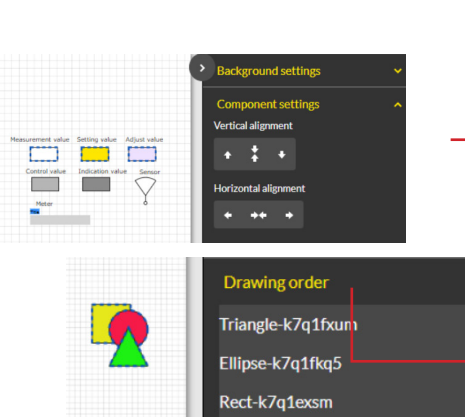 Background settings
Component settings
Vertical alignment
Measurement value Setting value Adjust value
Control value Indication value Sensor
Horizontal alignment
Meter
Drawing order
Triangle-k7q1fxum
Ellipse-k7q1fkq5
Rect-k7q1exsm